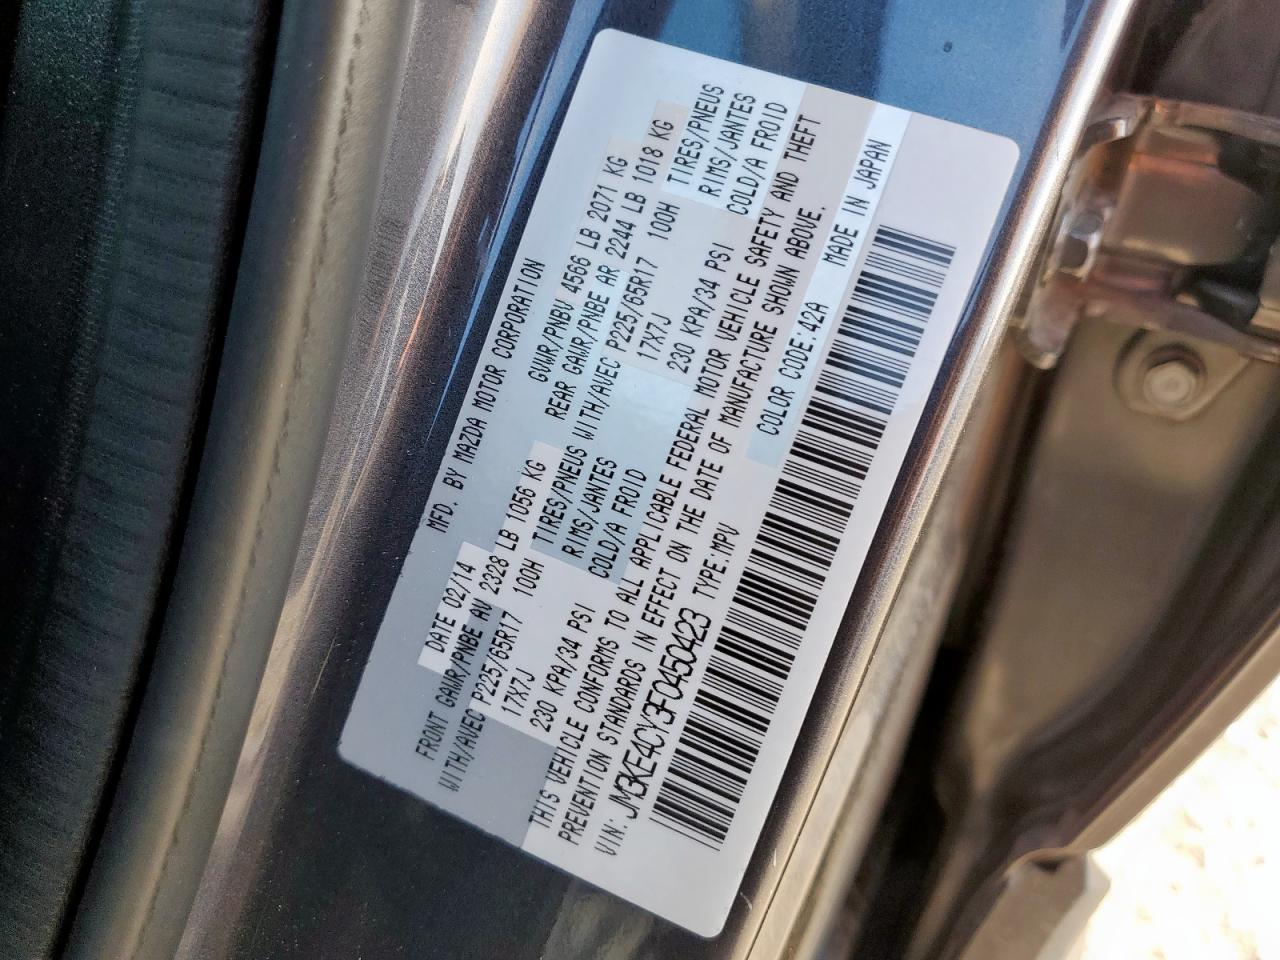 MFD. BY MAZDA MOTOR CORPORATION
DATE 02/14 GVWR/PNBV 4566 LB 2071 KG
FRONT GAWR/PNBE AV 2328 LB 1056 KG REAR GAWR/PNBE AR 2244 LB 1018 KG
WITH/AVEC P225/65R17 100H TIRES/PNEUS WITH/AVEC P225/65R17 100H TIRES/PNEUS
17X7J RIMS/JANTES 17X7J RIMS/JANTES
230 KPA/34 PSI COLD/A FROID 230 KPA/34 PSI COLD/A FROID
THIS VEHICLE CONFORMS TO ALL APPLICABLE FEDERAL MOTOR VEHICLE SAFETY AND THEFT
PREVENTION STANDARDS IN EFFECT ON THE DATE OF MANUFACTURE SHOWN ABOVE.
VIN: JM3KE4CY3F0450423 TYPE:MPV COLOR CODE:42A MADE IN JAPAN